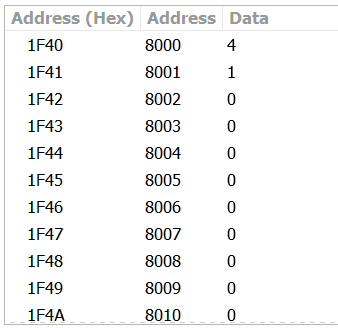 Address (Hex) Address Data
1F40 8000 4
1F41 8001 1
1F42 8002 0
1F43 8003 0
1F44 8004 0
1F45 8005 0
1F46 8006 0
1F47 8007 0
1F48 8008 0
1F49 8009 0
1F4A 8010 0